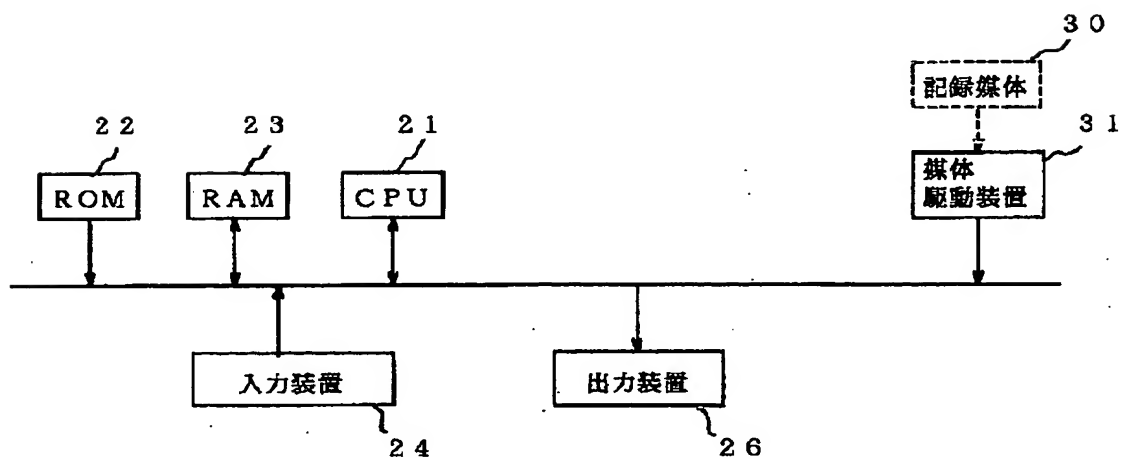 ３０
記録媒体
２２
２３
２１
３１
ＲＯＭ
ＲＡＭ
ＣＰＵ
媒体
駆動装置
入力装置
出力装置
２４
２６